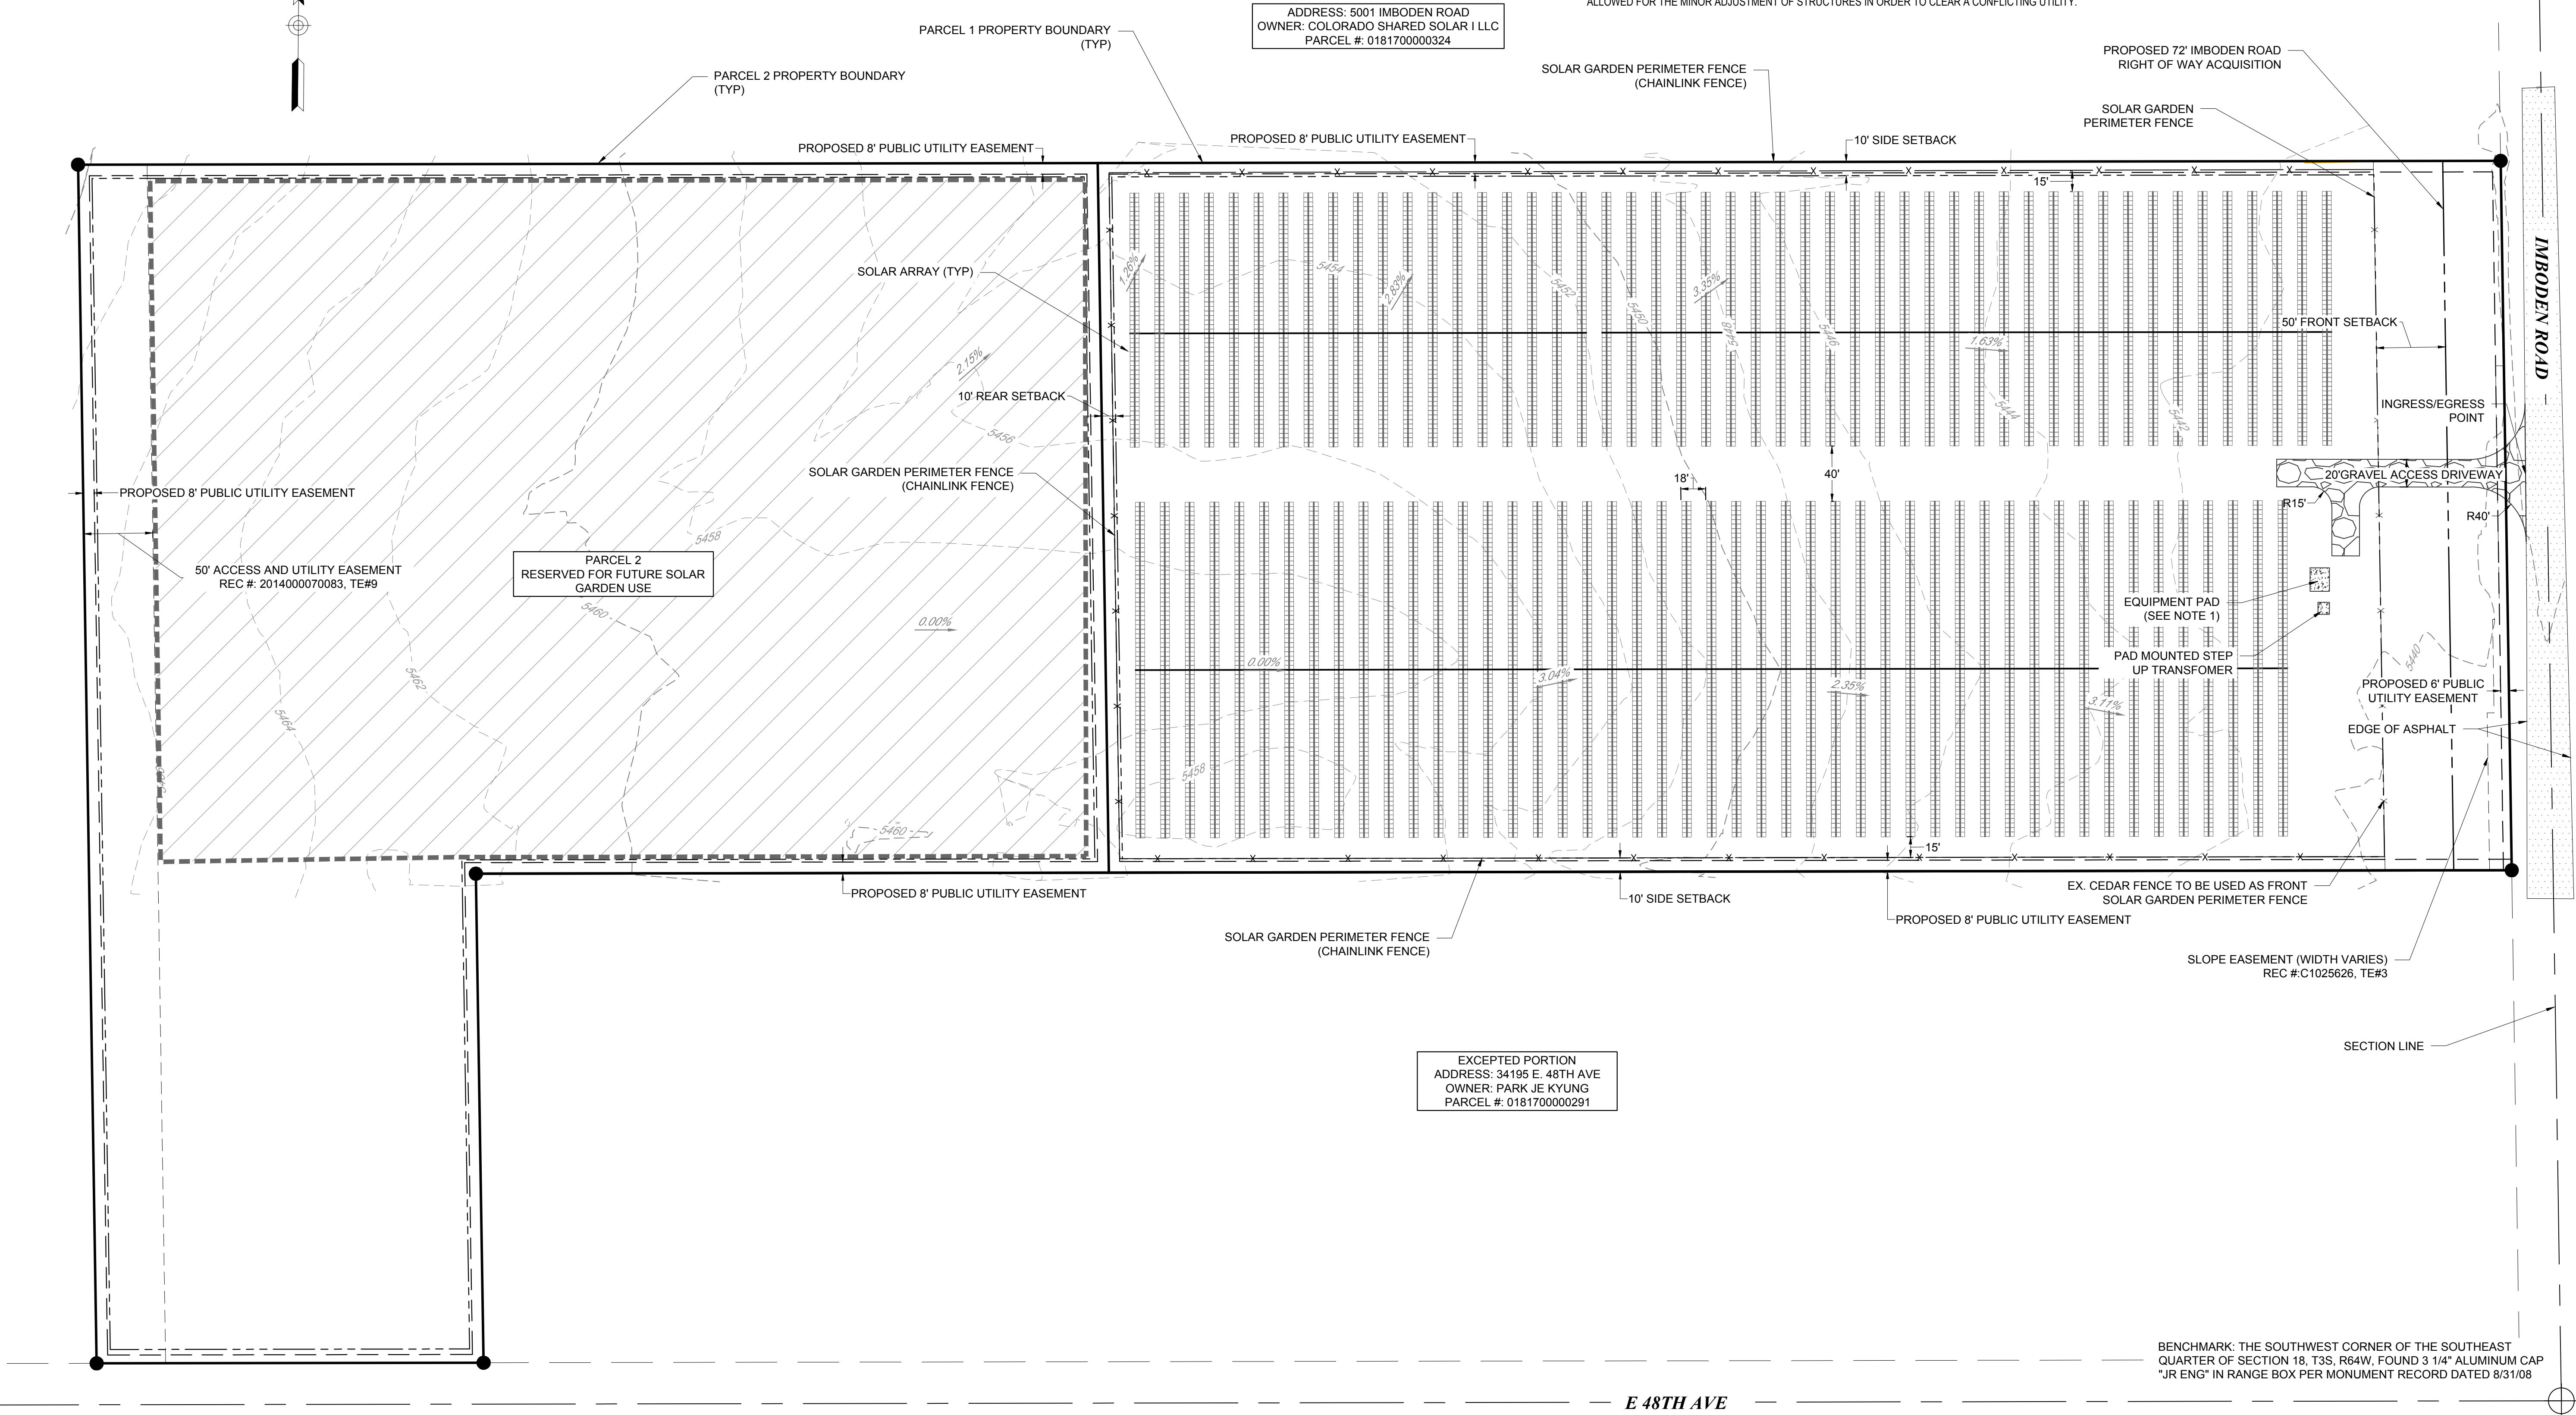 ALLOWED FOR THE MINOR ADJUSTMENT OF STRUCTURES IN ORDER TO CLEAR A CONFLICTING UTILITY.
ADDRESS: 5001 IMBODEN ROAD
OWNER: COLORADO SHARED SOLAR I LLC
PARCEL #: 0181700000324
PARCEL 1 PROPERTY BOUNDARY
(TYP)
PARCEL 2 PROPERTY BOUNDARY
(TYP)
SOLAR GARDEN PERIMETER FENCE
(CHAINLINK FENCE)
PROPOSED 72' IMBODEN ROAD
RIGHT OF WAY ACQUISITION
SOLAR GARDEN
PERIMETER FENCE
PROPOSED 8' PUBLIC UTILITY EASEMENT
PROPOSED 8' PUBLIC UTILITY EASEMENT
10' SIDE SETBACK
15'
IMBODEN ROAD
SOLAR ARRAY (TYP)
1.26%
5454
2.83%
5452
3.35%
5450
5448
5446
1.63%
50' FRONT SETBACK
2.15%
10' REAR SETBACK
5456
5444
5442
INGRESS/EGRESS
POINT
SOLAR GARDEN PERIMETER FENCE
(CHAINLINK FENCE)
18'
40'
20'GRAVEL ACCESS DRIVEWAY
R15'
R40'
PROPOSED 8' PUBLIC UTILITY EASEMENT
5458
50' ACCESS AND UTILITY EASEMENT
REC #: 2014000070083, TE#9
PARCEL 2
RESERVED FOR FUTURE SOLAR
GARDEN USE
5460
0.00%
EQUIPMENT PAD
(SEE NOTE 1)
PAD MOUNTED STEP
UP TRANSFOMER
5440
5462
0.00%
3.04%
2.35%
3.11%
PROPOSED 6' PUBLIC
UTILITY EASEMENT
5464
EDGE OF ASPHALT
5458
5460
15'
PROPOSED 8' PUBLIC UTILITY EASEMENT
10' SIDE SETBACK
EX. CEDAR FENCE TO BE USED AS FRONT
SOLAR GARDEN PERIMETER FENCE
PROPOSED 8' PUBLIC UTILITY EASEMENT
SOLAR GARDEN PERIMETER FENCE
(CHAINLINK FENCE)
SLOPE EASEMENT (WIDTH VARIES)
REC #:C1025626, TE#3
SECTION LINE
EXCEPTED PORTION
ADDRESS: 34195 E. 48TH AVE
OWNER: PARK JE KYUNG
PARCEL #: 0181700000291
BENCHMARK: THE SOUTHWEST CORNER OF THE SOUTHEAST
QUARTER OF SECTION 18, T3S, R64W, FOUND 3 1/4" ALUMINUM CAP
"JR ENG" IN RANGE BOX PER MONUMENT RECORD DATED 8/31/08
E 48TH AVE